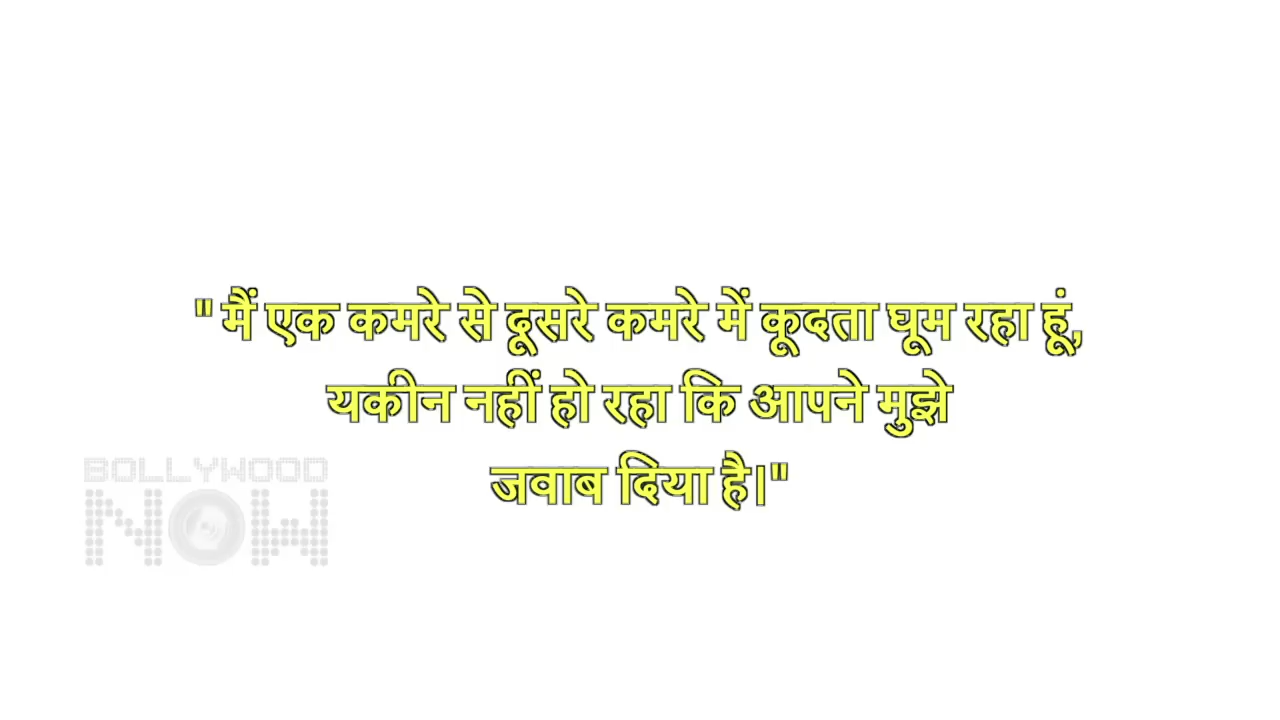 " मैं एक कमरे से दूसरे कमरे में कूदता घूम रहा हूं,
यकीन नहीं हो रहा कि आपने मुझे
जवाब दिया है।"
BOLLYWOOD
NOW